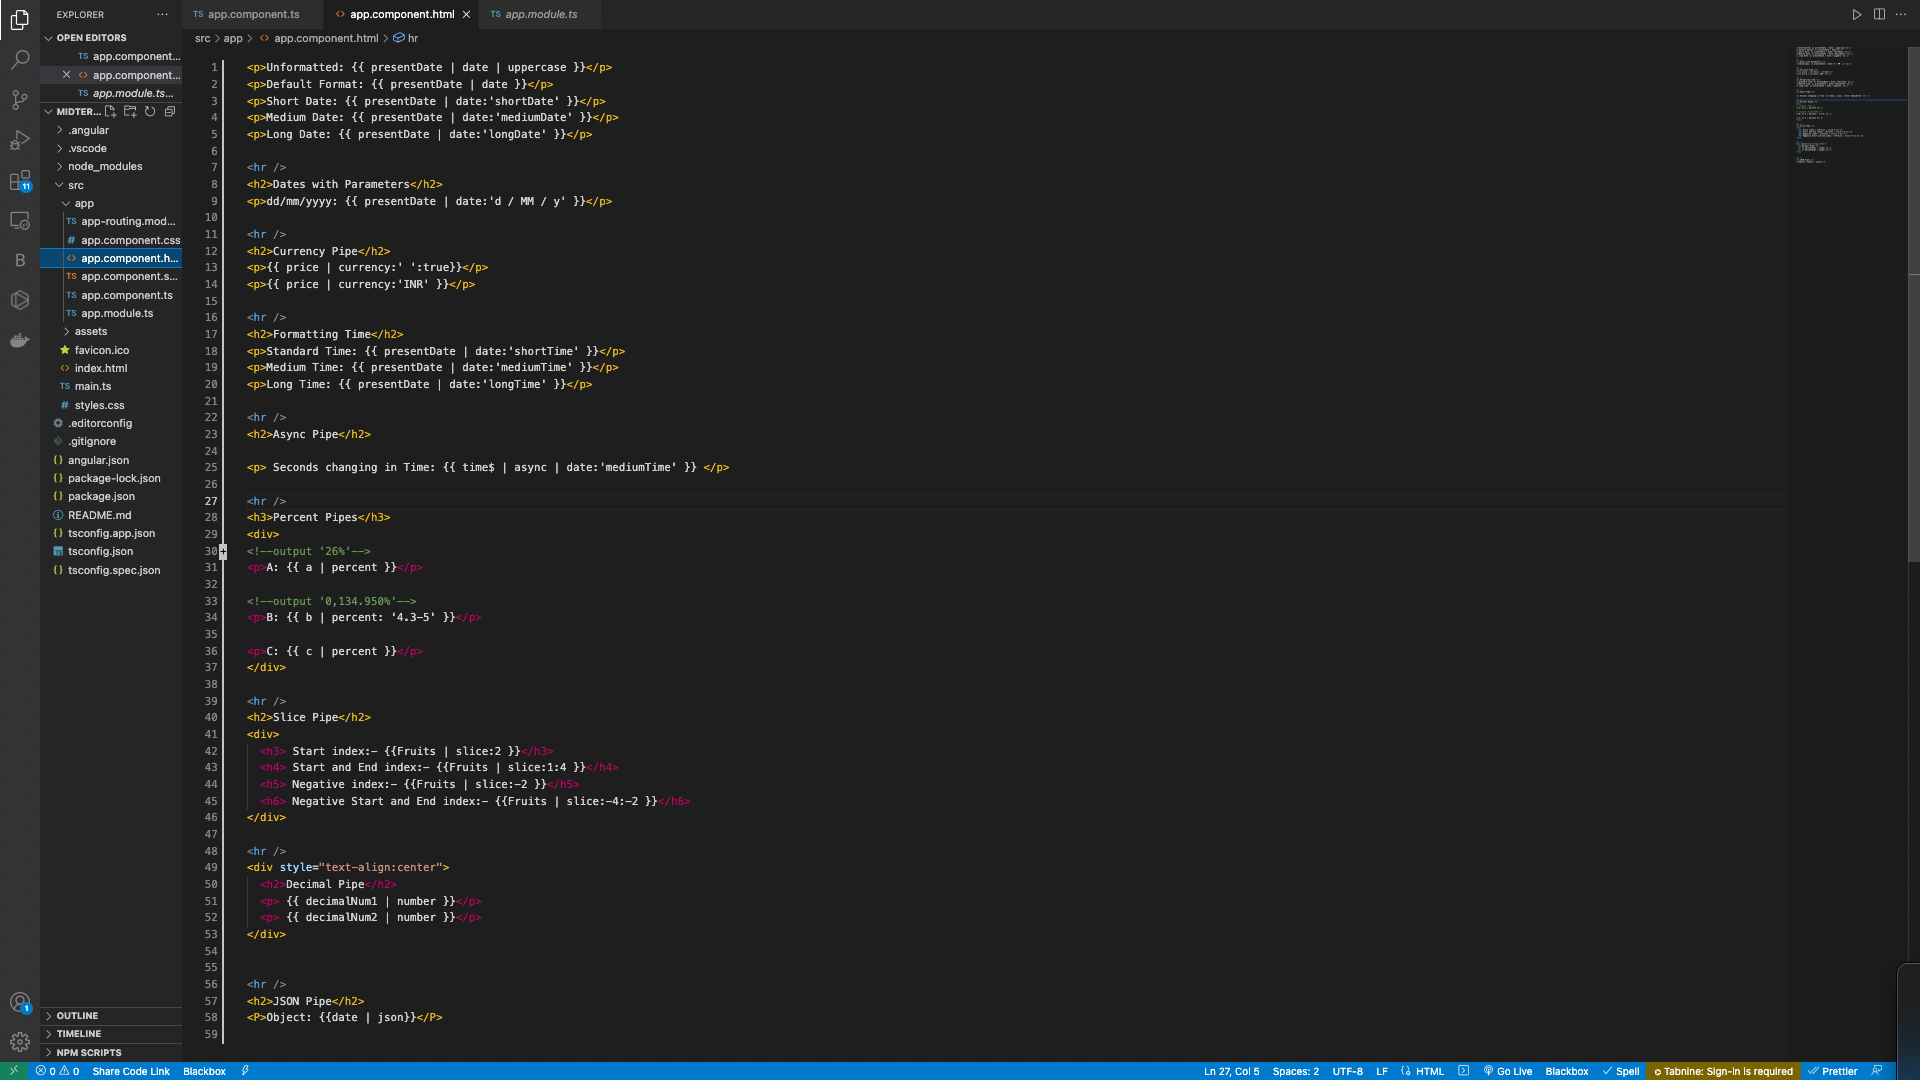 EXPLORER
OPEN EDITORS
TS app.component...
<> app.component...
TS app.module.ts...
MIDTER...
.angular
.vscode
node_modules
src
app
TS app-routing.mod...
# app.component.css
<> app.component.h...
TS app.component.s...
TS app.component.ts
TS app.module.ts
assets
favicon.ico
<> index.html
TS main.ts
# styles.css
.editorconfig
.gitignore
{} angular.json
{} package-lock.json
{} package.json
README.md
{} tsconfig.app.json
tsconfig.json
{} tsconfig.spec.json
OUTLINE
TIMELINE
NPM SCRIPTS
11
B
1
TS app.component.ts
<> app.component.html
TS app.module.ts
src > app > <> app.component.html > hr
1 <p>Unformatted: {{ presentDate | date | uppercase }}</p>
2 <p>Default Format: {{ presentDate | date }}</p>
3 <p>Short Date: {{ presentDate | date:'shortDate' }}</p>
4 <p>Medium Date: {{ presentDate | date:'mediumDate' }}</p>
5 <p>Long Date: {{ presentDate | date:'longDate' }}</p>
6
7 <hr />
8 <h2>Dates with Parameters</h2>
9 <p>dd/mm/yyyy: {{ presentDate | date:'d / MM / y' }}</p>
10
11 <hr />
12 <h2>Currency Pipe</h2>
13 <p>{{ price | currency:' ':true}}</p>
14 <p>{{ price | currency:'INR' }}</p>
15
16 <hr />
17 <h2>Formatting Time</h2>
18 <p>Standard Time: {{ presentDate | date:'shortTime' }}</p>
19 <p>Medium Time: {{ presentDate | date:'mediumTime' }}</p>
20 <p>Long Time: {{ presentDate | date:'longTime' }}</p>
21
22 <hr />
23 <h2>Async Pipe</h2>
24
25 <p> Seconds changing in Time: {{ time$ | async | date:'mediumTime' }} </p>
26
27 <hr />
28 <h3>Percent Pipes</h3>
29 <div>
30 <!--output '26%'-->
31 <p>A: {{ a | percent }}</p>
32
33 <!--output '0,134.950%'-->
34 <p>B: {{ b | percent: '4.3-5' }}</p>
35
36 <p>C: {{ c | percent }}</p>
37 </div>
38
39 <hr />
40 <h2>Slice Pipe</h2>
41 <div>
42 <h3> Start index:- {{Fruits | slice:2 }}</h3>
43 <h4> Start and End index:- {{Fruits | slice:1:4 }}</h4>
44 <h5> Negative index:- {{Fruits | slice:-2 }}</h5>
45 <h6> Negative Start and End index:- {{Fruits | slice:-4:-2 }}</h6>
46 </div>
47
48 <hr />
49 <div style="text-align:center">
50 <h2>Decimal Pipe</h2>
51 <p> {{ decimalNum1 | number }}</p>
52 <p> {{ decimalNum2 | number }}</p>
53 </div>
54
55
56 <hr />
57 <h2>JSON Pipe</h2>
58 <P>Object: {{date | json}}</P>
59
0 0 Share Code Link Blackbox
Ln 27, Col 5 Spaces: 2 UTF-8 LF HTML Go Live Blackbox Spell Tabnine: Sign-in is required Prettier